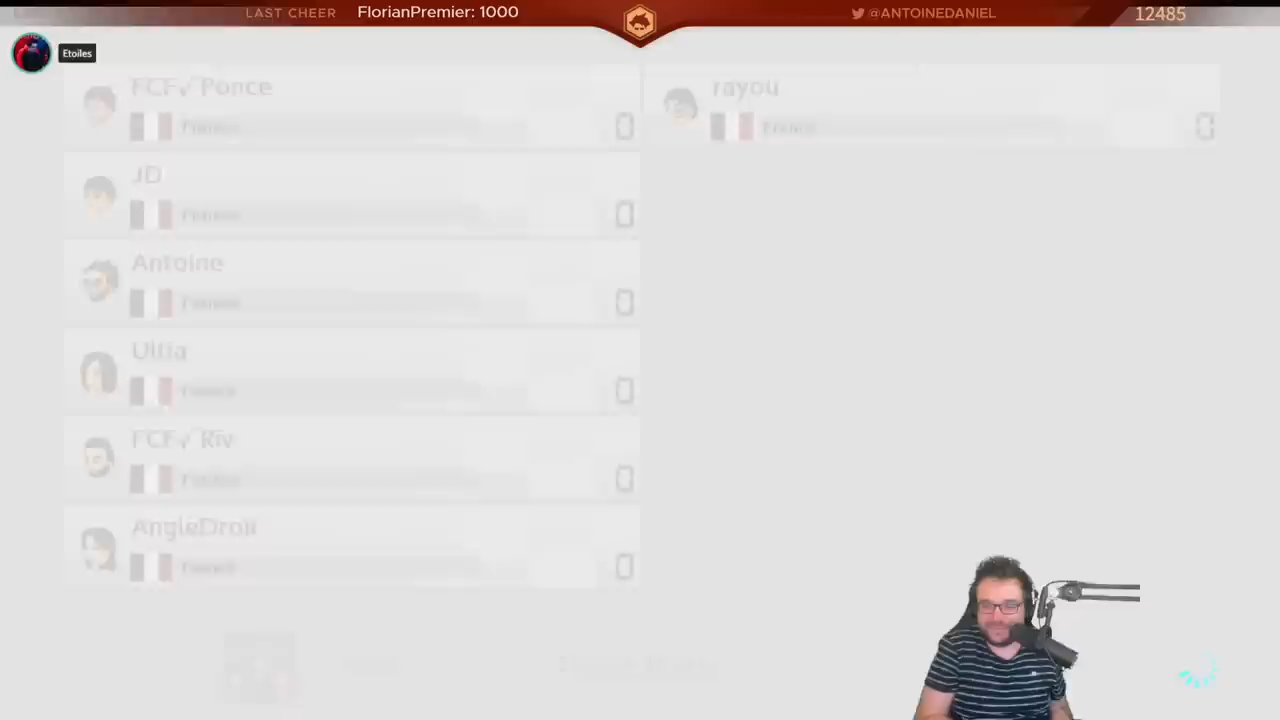 LAST CHEER FlorianPremier: 1000
@ANTOINEDANIEL
12485
Etoiles
FCF√ Ponce
0
rayou
France
0
JD
0
Antoine
0
Ultia
0
FCF√ Riv
0
AngleDroit
0